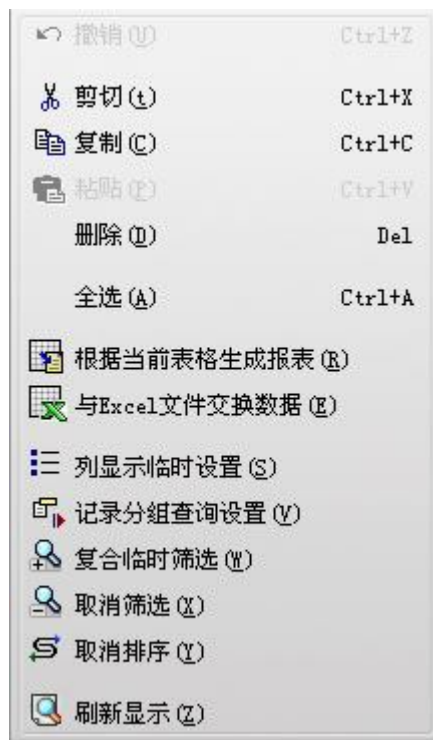 撤销(U) Ctrl+Z
剪切(t) Ctrl+X
复制(C) Ctrl+C
粘贴(P) Ctrl+V
删除(D) Del
全选(A) Ctrl+A
根据当前表格生成报表(R)
与Excel文件交换数据(E)
列显示临时设置(S)
记录分组查询设置(V)
复合临时筛选(W)
取消筛选(X)
取消排序(Y)
刷新显示(Z)